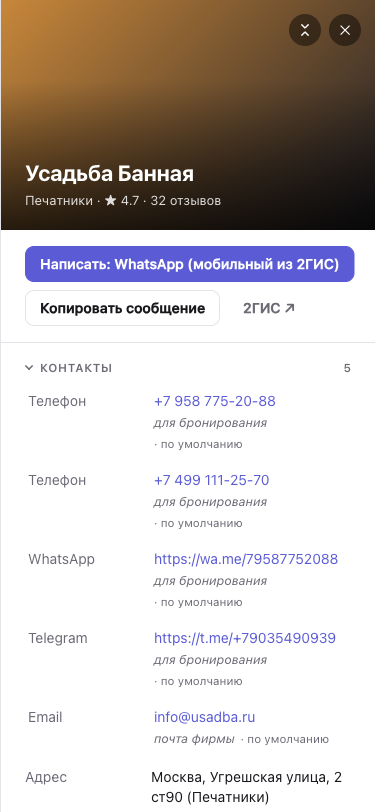 Усадьба Банная
Печатники · ★ 4.7 · 32 отзывов
Написать: WhatsApp (мобильный из 2ГИС)
Копировать сообщение
2ГИС ↗
КОНТАКТЫ 5
Телефон +7 958 775-20-88
для бронирования
· по умолчанию
Телефон +7 499 111-25-70
для бронирования
· по умолчанию
WhatsApp https://wa.me/79587752088
для бронирования
· по умолчанию
Telegram https://t.me/+79035490939
для бронирования
· по умолчанию
Email info@usadba.ru
почта фирмы · по умолчанию
Адрес Москва, Угрешская улица, 2
ст90 (Печатники)